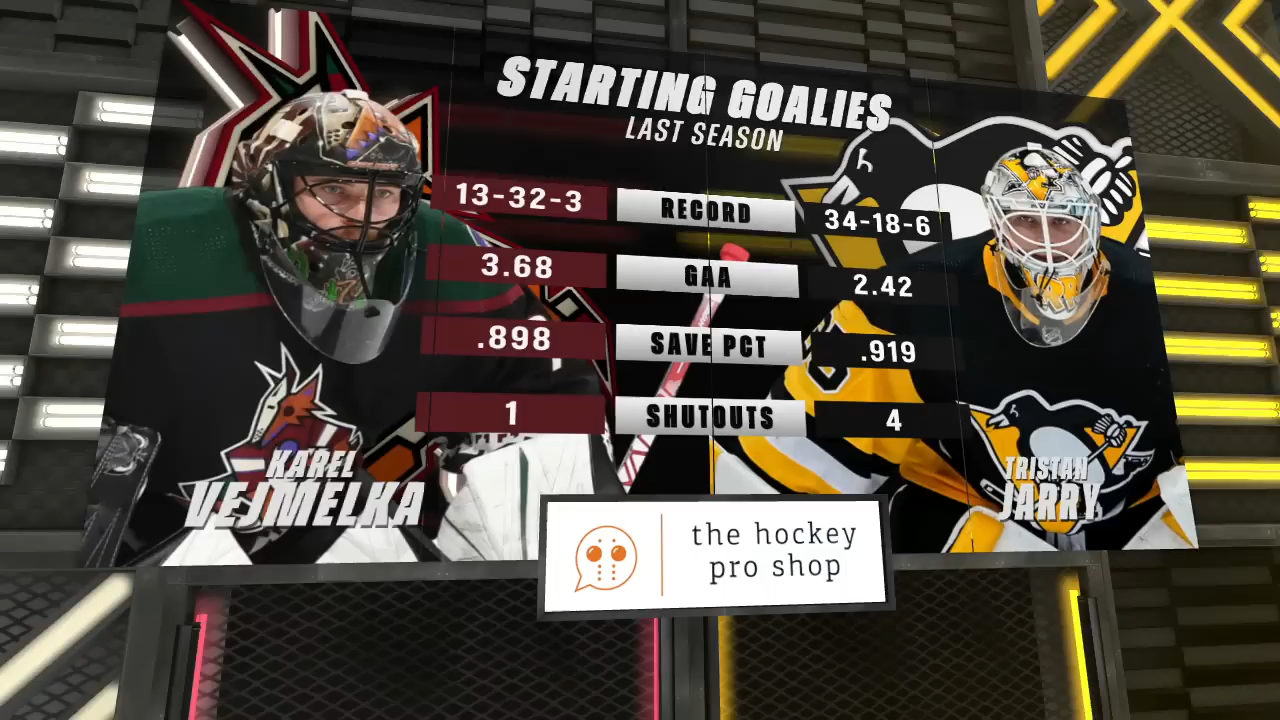 STARTING GOALIES
LAST SEASON
13-32-3 RECORD 34-18-6
3.68 GAA 2.42
.898 SAVE PCT .919
1 SHUTOUTS 4
KAREL
VEJMELKA
TRISTAN
JARRY
the hockey
pro shop